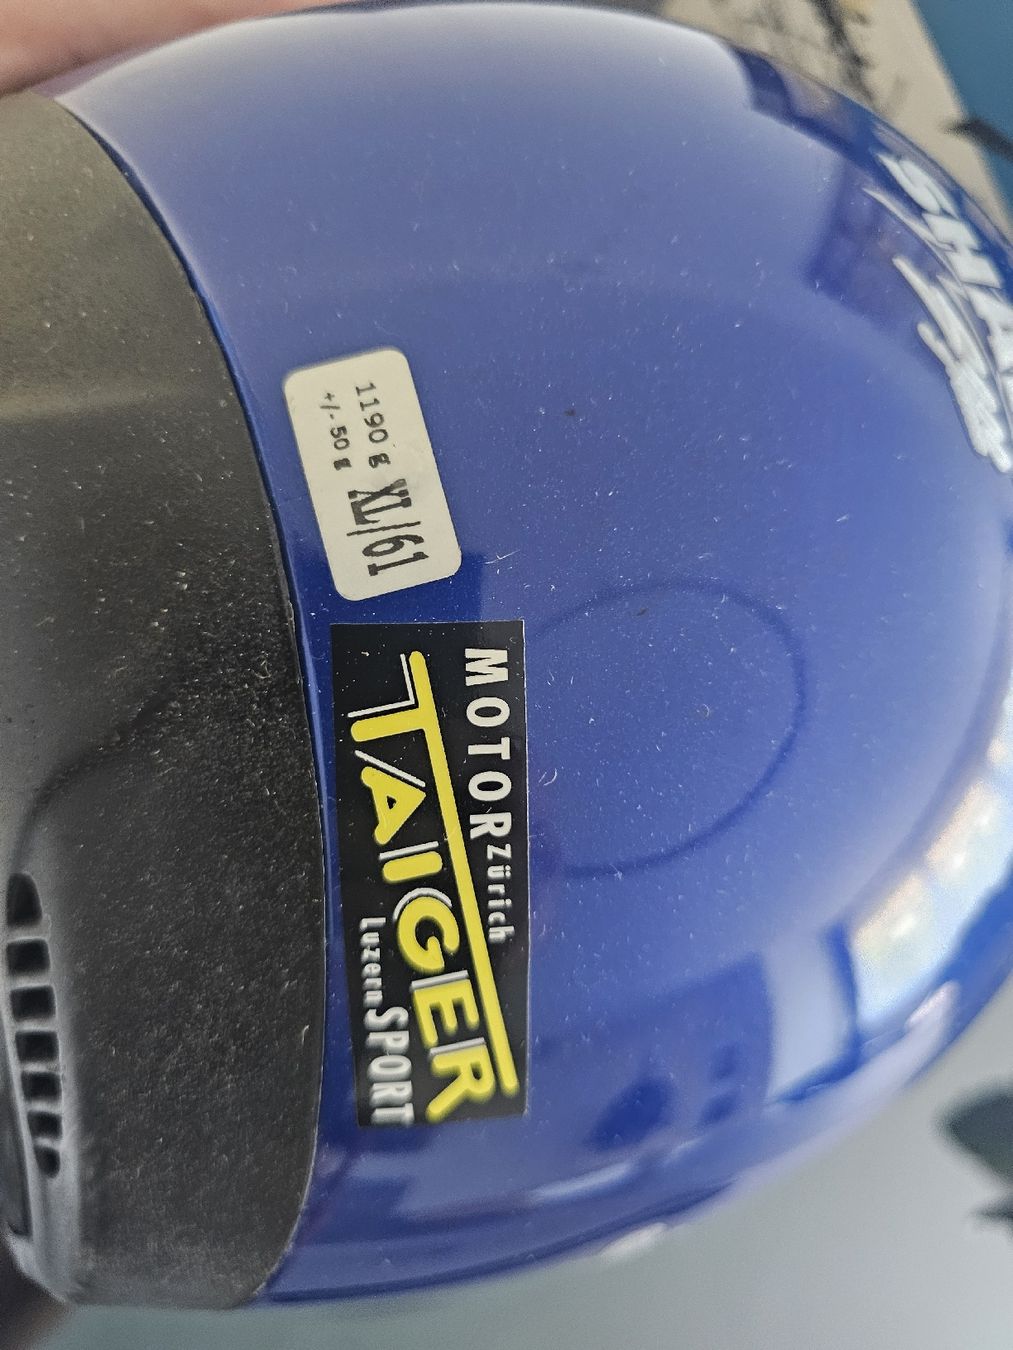 1190 g XL/61
+/- 50 g
MOTOR Zürich
TAIGER
Luzern SPORT